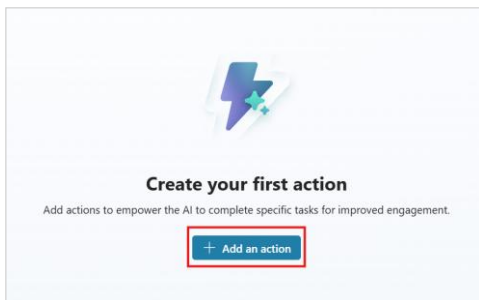 Create your first action
Add actions to empower the AI to complete specific tasks for improved engagement.
+ Add an action